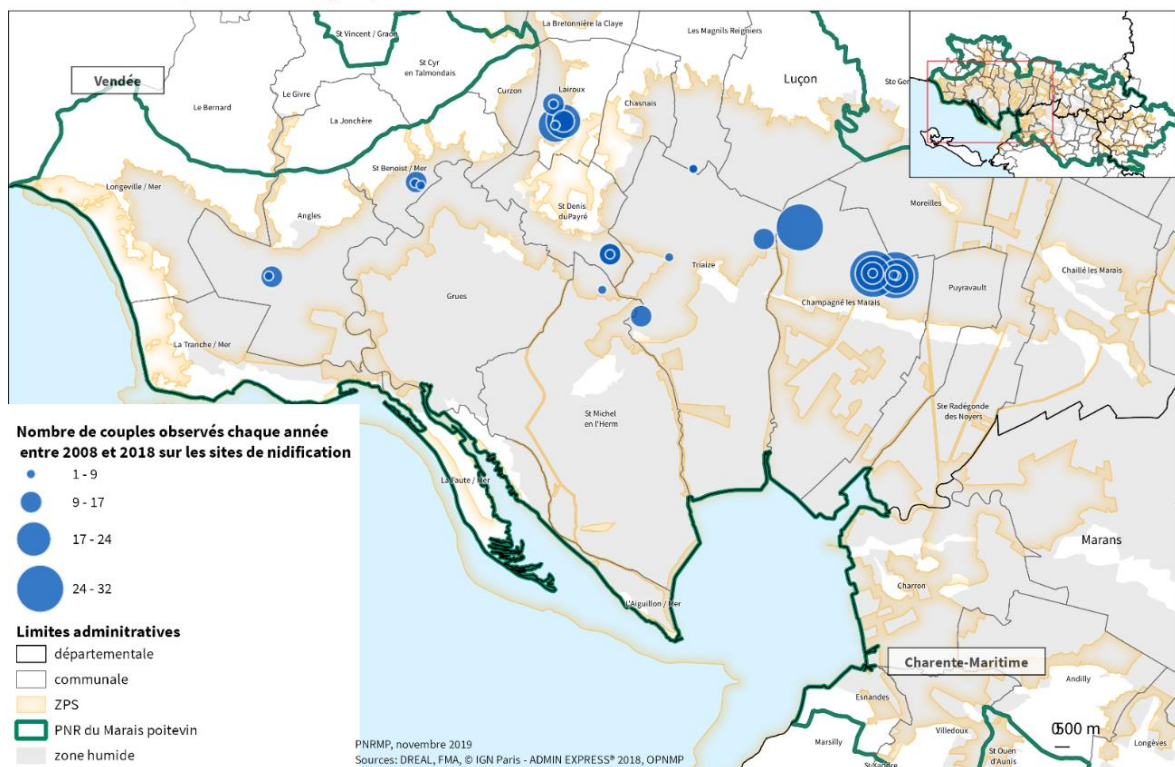 La Bretonnière la Claye
St Vincent / Graon
Les Magnils Reigniers
St Cyr
en Talmondais
Vendée
Luçon
Ste Ge
Le Givre
Curzon
Lairoux
Le Bernard
Chasnais
La Jonchère
St Benoist / Mer
Longeville / Mer
Angles
St Denis
du Payré
Moreilles
Triaize
Chaillé les Marais
Grues
Puyravault
Champagné les Marais
La Tranche / Mer
Ste Radégonde
des Noyers
St Michel
en l'Herm
Nombre de couples observés chaque année
entre 2008 et 2018 sur les sites de nidification
1 - 9
9 - 17
17 - 24
24 - 32
La Faute / Mer
Marans
Charron
L'Aiguillon / Mer
Limites adminitratives
départementale
communale
ZPS
PNR du Marais poitevin
zone humide
Charente-Maritime
Andilly
Esnandes
Villedoux
500 m
Marsilly
St Ouen
d'Aunis
Longèves
St Xandre
PNRMP, novembre 2019
Sources: DREAL, FMA, © IGN Paris - ADMIN EXPRESS® 2018, OPNMP